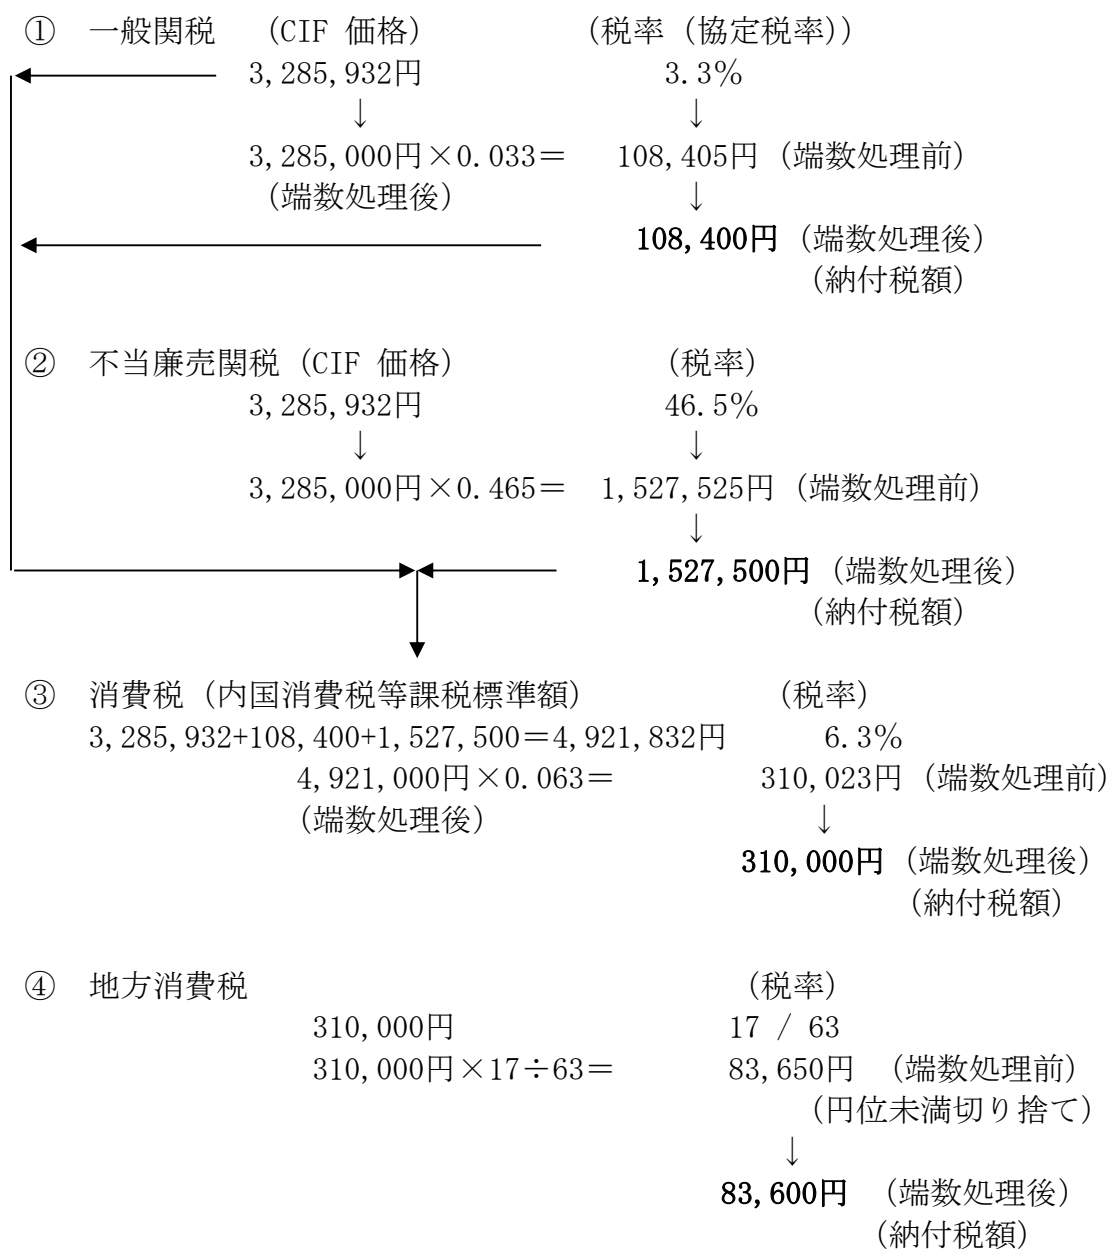 ① 一般関税 (CIF 価格) (税率(協定税率))
3,285,932円 3.3%
↓ ↓
3,285,000円×0.033= 108,405円(端数処理前)
(端数処理後) ↓
108,400円(端数処理後)
(納付税額)
② 不当廉売関税(CIF 価格) (税率)
3,285,932円 46.5%
↓ ↓
3,285,000円×0.465= 1,527,525円(端数処理前)
↓
1,527,500円(端数処理後)
(納付税額)
③ 消費税(内国消費税等課税標準額) (税率)
3,285,932+108,400+1,527,500=4,921,832円 6.3%
4,921,000円×0.063= 310,023円(端数処理前)
(端数処理後) ↓
310,000円(端数処理後)
(納付税額)
④ 地方消費税 (税率)
310,000円 17 / 63
310,000円×17÷63= 83,650円 (端数処理前)
(円位未満切り捨て)
↓
83,600円 (端数処理後)
(納付税額)